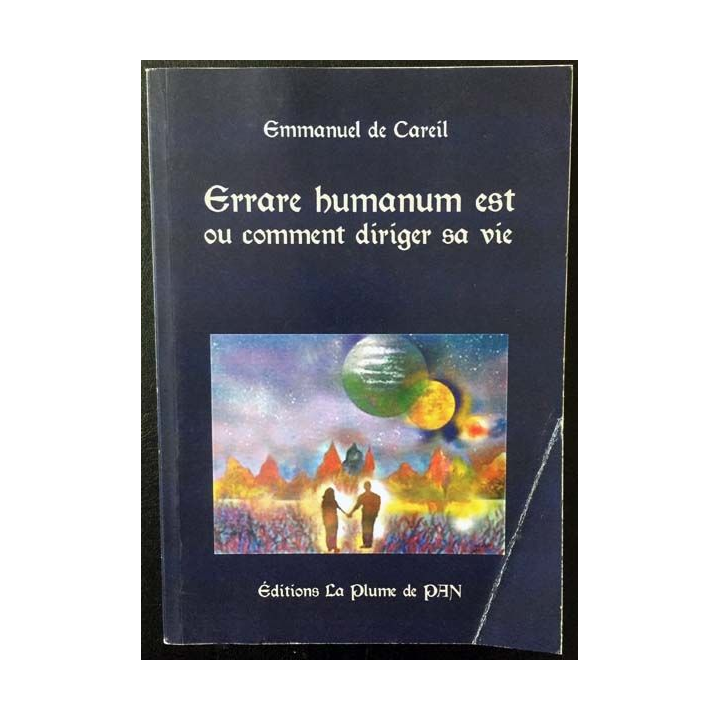 Emmanuel de Careil
Errare humanum est
ou comment diriger sa vie
Éditions La Plume de PAN